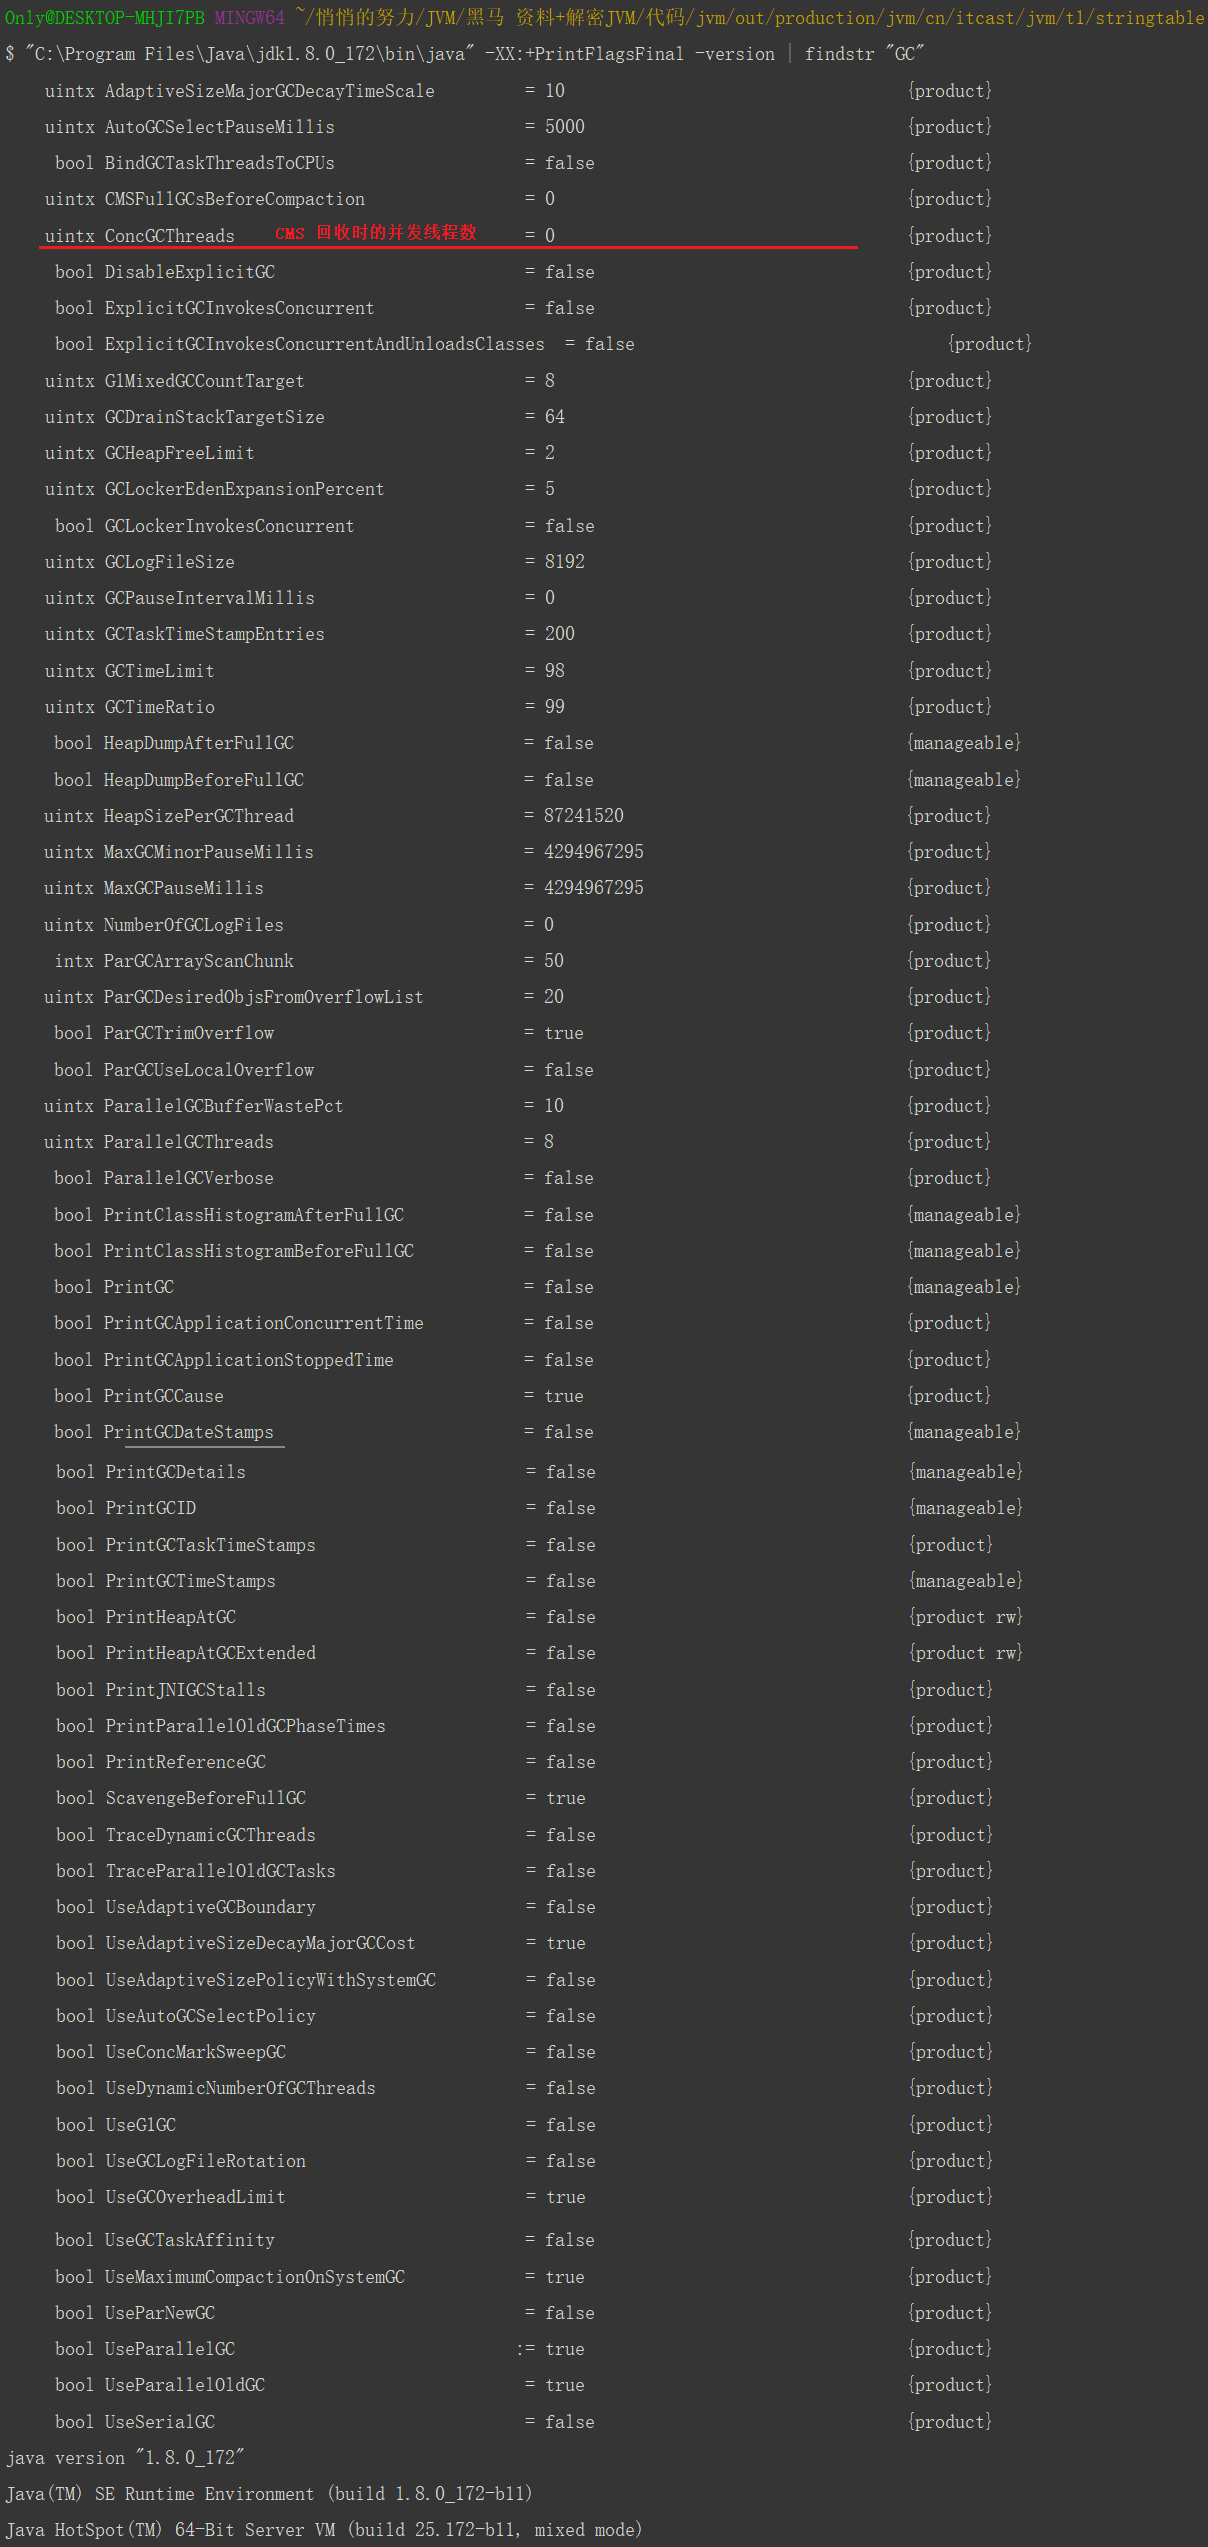 Only@DESKTOP-MHJI7PB MINGW64 ~/悄悄的努力/JVM/黑马 资料+解密JVM/代码/jvm/out/production/jvm/cn/itcast/jvm/t1/stringtable
$ "C:\Program Files\Java\jdk1.8.0_172\bin\java" -XX:+PrintFlagsFinal -version | findstr "GC"
uintx AdaptiveSizeMajorGCDecayTimeScale = 10 {product}
uintx AutoGCSelectPauseMillis = 5000 {product}
bool BindGCTaskThreadsToCPUs = false {product}
uintx CMSFullGCsBeforeCompaction = 0 {product}
uintx ConcGCThreads CMS 回收时的并发线程数 = 0 {product}
bool DisableExplicitGC = false {product}
bool ExplicitGCInvokesConcurrent = false {product}
bool ExplicitGCInvokesConcurrentAndUnloadsClasses = false {product}
uintx G1MixedGCCountTarget = 8 {product}
uintx GCDrainStackTargetSize = 64 {product}
uintx GCHeapFreeLimit = 2 {product}
uintx GCLockerEdenExpansionPercent = 5 {product}
bool GCLockerInvokesConcurrent = false {product}
uintx GCLogFileSize = 8192 {product}
uintx GCPauseIntervalMillis = 0 {product}
uintx GCTaskTimeStampEntries = 200 {product}
uintx GCTimeLimit = 98 {product}
uintx GCTimeRatio = 99 {product}
bool HeapDumpAfterFullGC = false {manageable}
bool HeapDumpBeforeFullGC = false {manageable}
uintx HeapSizePerGCThread = 87241520 {product}
uintx MaxGCMinorPauseMillis = 4294967295 {product}
uintx MaxGCPauseMillis = 4294967295 {product}
uintx NumberOfGCLogFiles = 0 {product}
intx ParGCArrayScanChunk = 50 {product}
uintx ParGCDesiredObjsFromOverflowList = 20 {product}
bool ParGCTrimOverflow = true {product}
bool ParGCUseLocalOverflow = false {product}
uintx ParallelGCBufferWastePct = 10 {product}
uintx ParallelGCThreads = 8 {product}
bool ParallelGCVerbose = false {product}
bool PrintClassHistogramAfterFullGC = false {manageable}
bool PrintClassHistogramBeforeFullGC = false {manageable}
bool PrintGC = false {manageable}
bool PrintGCApplicationConcurrentTime = false {product}
bool PrintGCApplicationStoppedTime = false {product}
bool PrintGCCause = true {product}
bool PrintGCDateStamps = false {manageable}
bool PrintGCDetails = false {manageable}
bool PrintGCID = false {manageable}
bool PrintGCTaskTimeStamps = false {product}
bool PrintGCTimeStamps = false {manageable}
bool PrintHeapAtGC = false {product rw}
bool PrintHeapAtGCExtended = false {product rw}
bool PrintJNIGCStalls = false {product}
bool PrintParallelOldGCPhaseTimes = false {product}
bool PrintReferenceGC = false {product}
bool ScavengeBeforeFullGC = true {product}
bool TraceDynamicGCThreads = false {product}
bool TraceParallelOldGCTasks = false {product}
bool UseAdaptiveGCBoundary = false {product}
bool UseAdaptiveSizeDecayMajorGCCost = true {product}
bool UseAdaptiveSizePolicyWithSystemGC = false {product}
bool UseAutoGCSelectPolicy = false {product}
bool UseConcMarkSweepGC = false {product}
bool UseDynamicNumberOfGCThreads = false {product}
bool UseG1GC = false {product}
bool UseGCLogFileRotation = false {product}
bool UseGCOverheadLimit = true {product}
bool UseGCTaskAffinity = false {product}
bool UseMaximumCompactionOnSystemGC = true {product}
bool UseParNewGC = false {product}
bool UseParallelGC := true {product}
bool UseParallelOldGC = true {product}
bool UseSerialGC = false {product}
java version "1.8.0_172"
Java(TM) SE Runtime Environment (build 1.8.0_172-b11)
Java HotSpot(TM) 64-Bit Server VM (build 25.172-b11, mixed mode)